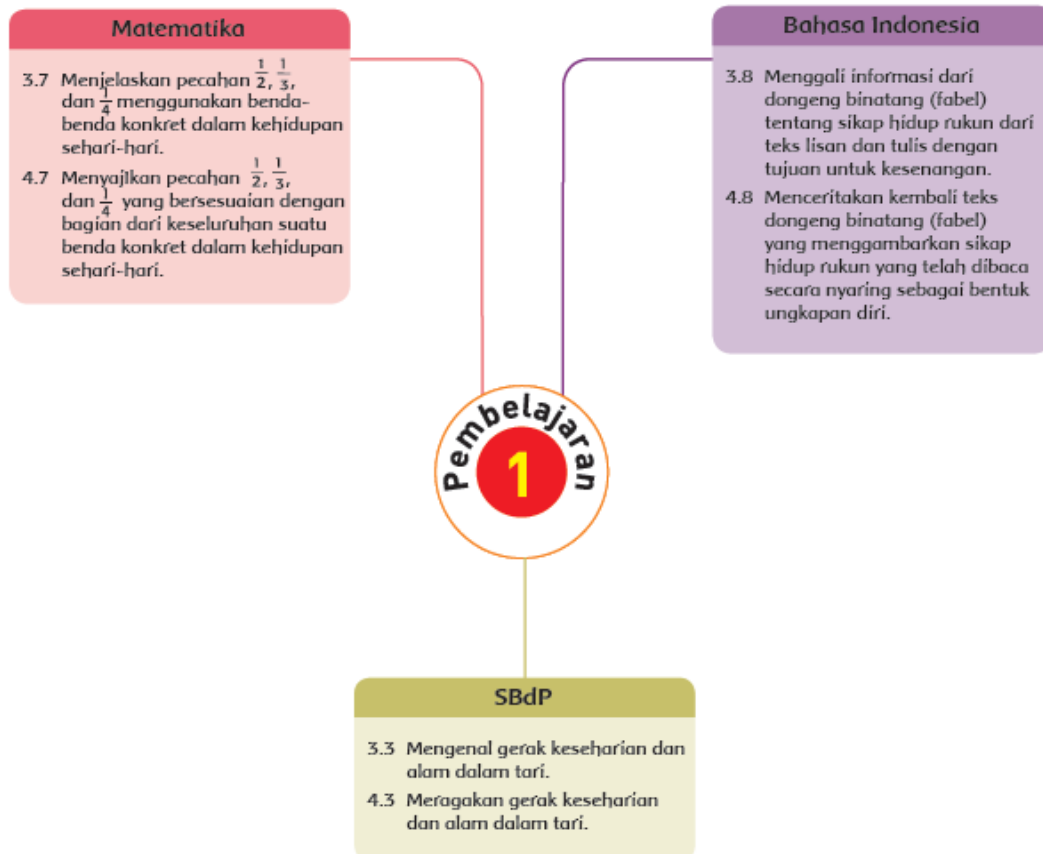 Matematika
3.7 Menjelaskan pecahan 1/2, 1/3,
dan 1/4 menggunakan benda-
benda konkret dalam kehidupan
sehari-hari.
4.7 Menyajikan pecahan 1/2, 1/3,
dan 1/4 yang bersesuaian dengan
bagian dari keseluruhan suatu
benda konkret dalam kehidupan
sehari-hari.
Bahasa Indonesia
3.8 Menggali informasi dari
dongeng binatang (fabel)
tentang sikap hidup rukun dari
teks lisan dan tulis dengan
tujuan untuk kesenangan.
4.8 Menceritakan kembali teks
dongeng binatang (fabel)
yang menggambarkan sikap
hidup rukun yang telah dibaca
secara nyaring sebagai bentuk
ungkapan diri.
Pembelajaran
1
SBdP
3.3 Mengenal gerak keseharian dan
alam dalam tari.
4.3 Meragakan gerak keseharian
dan alam dalam tari.